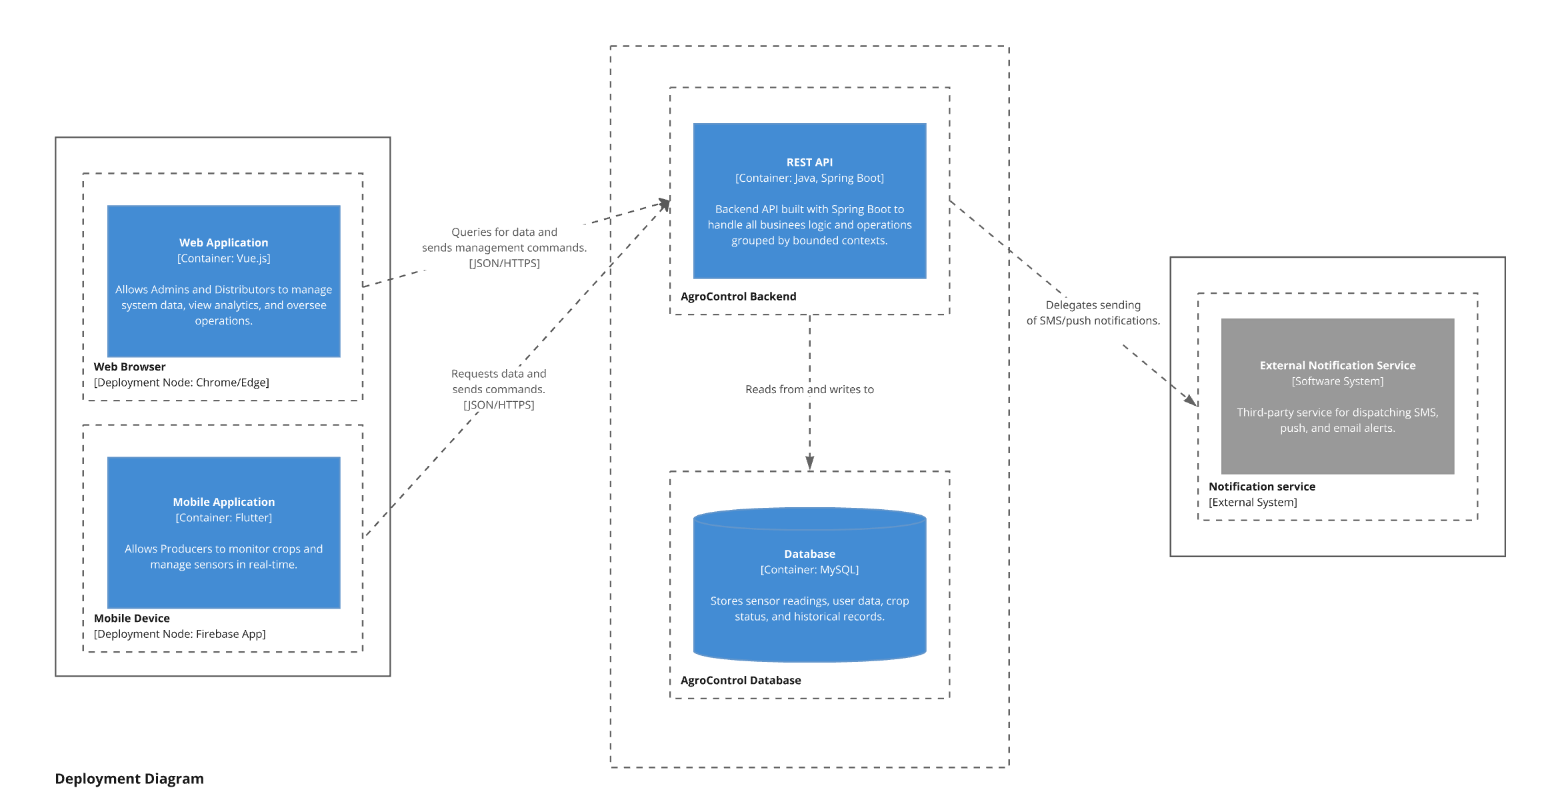 Web Application
[Container: Vue.js]
Allows Admins and Distributors to manage
system data, view analytics, and oversee
operations.
Web Browser
[Deployment Node: Chrome/Edge]
Mobile Application
[Container: Flutter]
Allows Producers to monitor crops and
manage sensors in real-time.
Mobile Device
[Deployment Node: Firebase App]
Queries for data and
sends management commands.
[JSON/HTTPS]
Requests data and
sends commands.
[JSON/HTTPS]
REST API
[Container: Java, Spring Boot]
Backend API built with Spring Boot to
handle all businees logic and operations
grouped by bounded contexts.
AgroControl Backend
Reads from and writes to
Database
[Container: MySQL]
Stores sensor readings, user data, crop
status, and historical records.
AgroControl Database
Delegates sending
of SMS/push notifications.
External Notification Service
[Software System]
Third-party service for dispatching SMS,
push, and email alerts.
Notification service
[External System]
Deployment Diagram